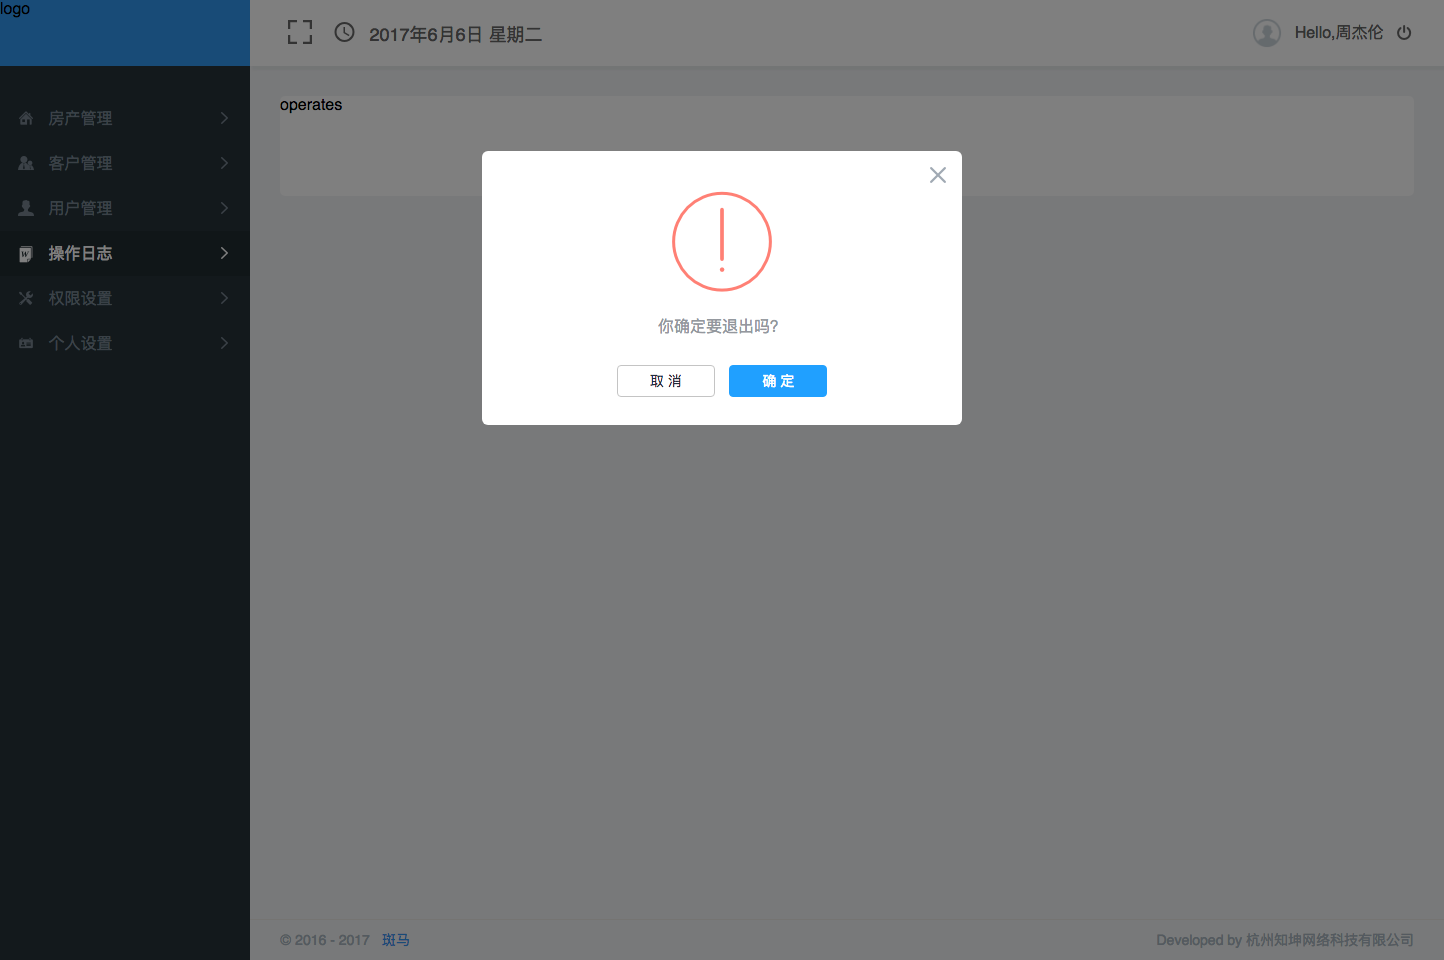 logo
2017年6月6日 星期二
Hello,周杰伦
房产管理
客户管理
用户管理
操作日志
权限设置
个人设置
operates
你确定要退出吗?
取 消
确 定
© 2016 - 2017 斑马
Developed by 杭州知坤网络科技有限公司